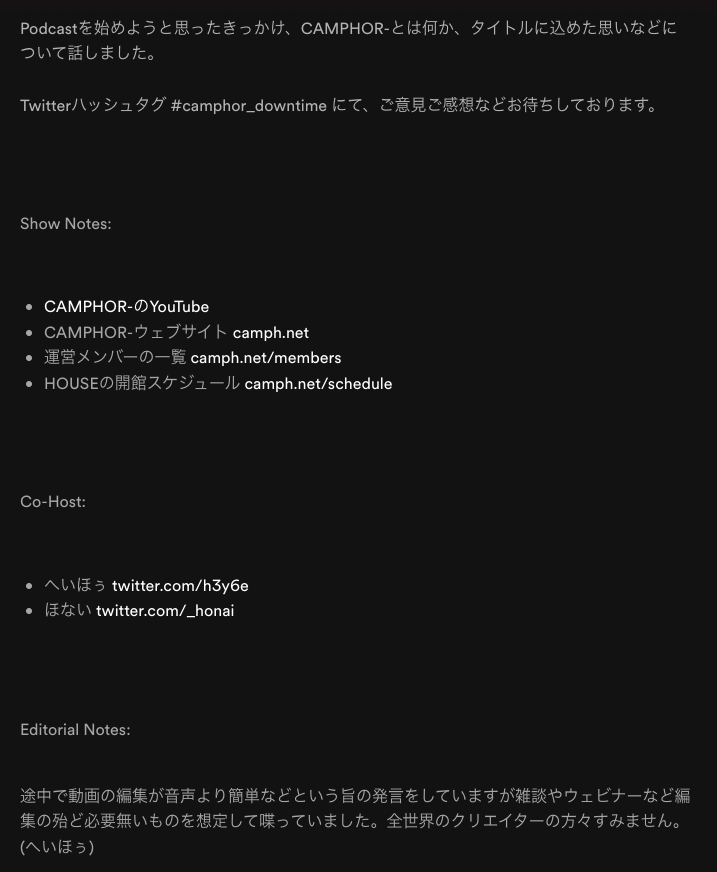 Podcastを始めようと思ったきっかけ、CAMPHOR-とは何か、タイトルに込めた思いなどに
ついて話しました。
Twitterハッシュタグ #camphor_downtime にて、ご意見ご感想などお待ちしております。
Show Notes:
CAMPHOR-のYouTube
CAMPHOR-ウェブサイト camph.net
運営メンバーの一覧 camph.net/members
HOUSEの開館スケジュール camph.net/schedule
Co-Host:
へいほぅ twitter.com/h3y6e
ほない twitter.com/_honai
Editorial Notes:
途中で動画の編集が音声より簡単などという旨の発言をしていますが雑談やウェビナーなど編
集の殆ど必要無いものを想定して喋っていました。全世界のクリエイターの方々すみません。
(へいほぅ)